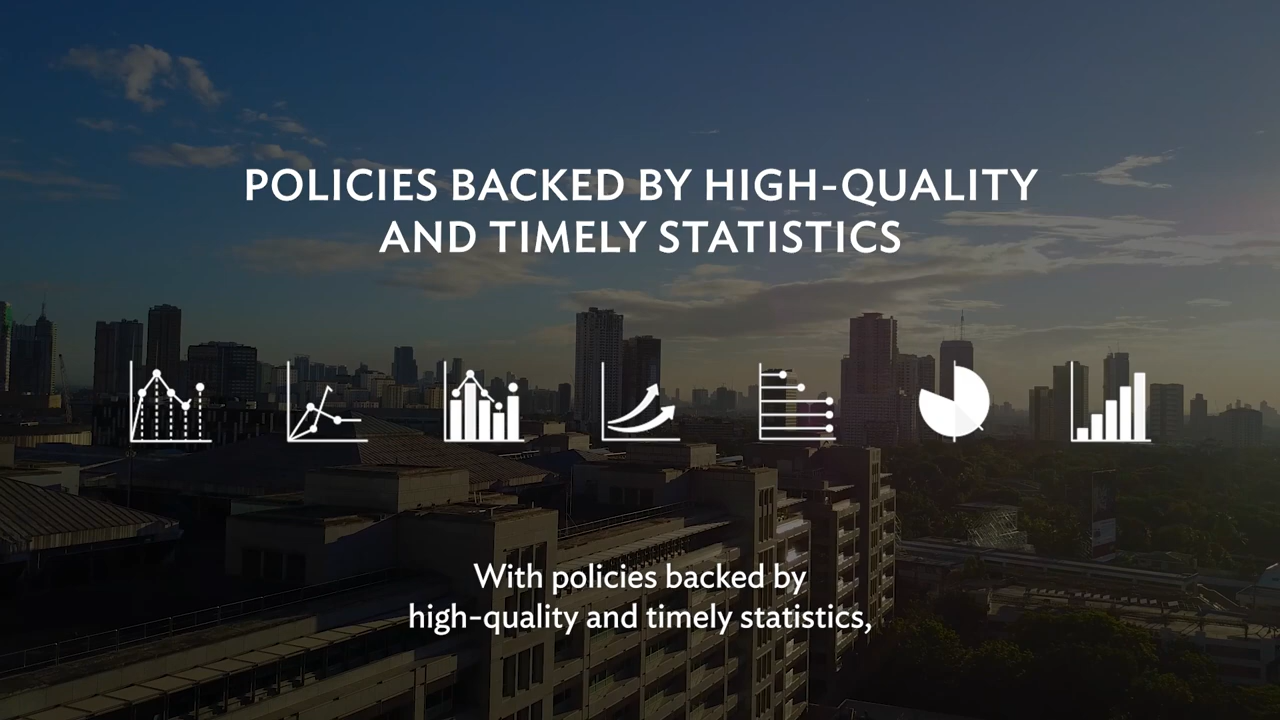 POLICIES BACKED BY HIGH-QUALITY
AND TIMELY STATISTICS
With policies backed by
high-quality and timely statistics,